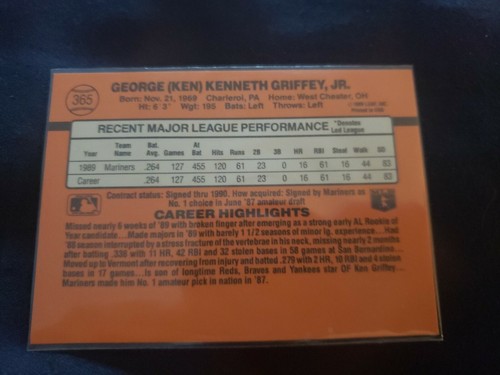 365
GEORGE (KEN) KENNETH GRIFFEY, JR.
Born: Nov. 21, 1969 Charleroi, PA Home: West Chester, OH
Ht: 6' 3" Wgt: 195 Bats: Left Throws: Left
RECENT MAJOR LEAGUE PERFORMANCE *Denotes Led League
Year Team Name Bat. Avg. Games At Bat Hits Runs 2B 3B HR RBI Stool Walk SO
1989 Mariners .264 127 455 120 61 23 0 16 61 16 44 83
Career .264 127 455 120 61 23 0 16 61 16 44 83
Contract status: Signed thru 1990. How acquired: Signed by Mariners as
No. 1 choice in June '87 amateur draft
CAREER HIGHLIGHTS
Missed nearly 5 weeks of '89 with broken finger after emerging as a strong early AL Rookie of
Year candidate.... Made majors in '89 with barely 1 1/2 seasons of minor lg. experience... Had
'88 season interrupted by a stress fracture of the vertebrae in his neck, missing nearly 2 months
after batting .338 with 11 HR, 42 RBI and 32 stolen bases in 58 games at San Bernardino...
Moved up to Vermont after recovering from injury and batted .279 with 2 HR, 10 RBI and 4 stolen
bases in 17 games... Is son of longtime Reds, Braves and Yankees star OF Ken Griffey...
Mariners made him No. 1 amateur pick in nation in '87.